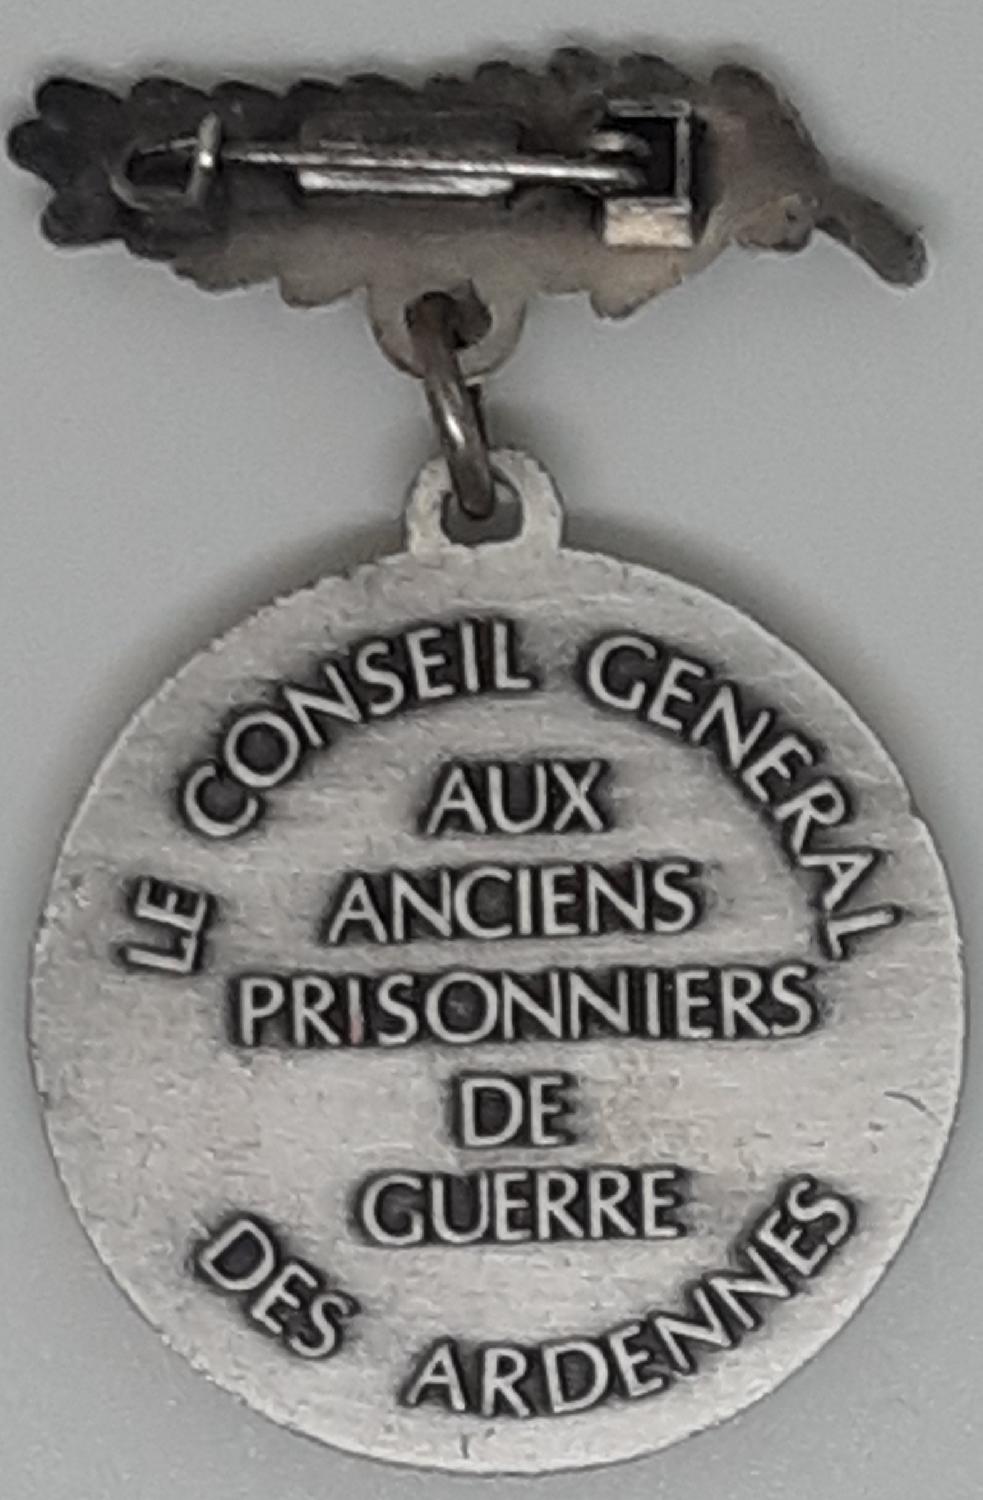 LE CONSEIL GENERAL
AUX
ANCIENS
PRISONNIERS
DE
GUERRE
DES ARDENNES